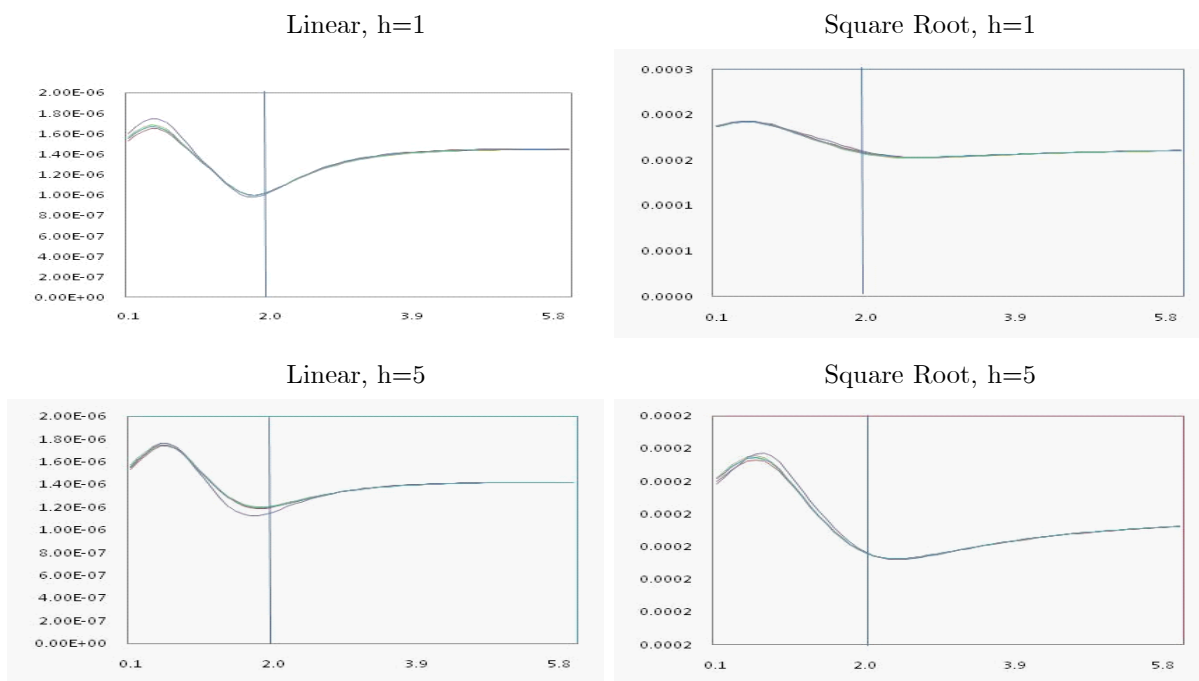 Linear, h=1
2.00E-06
1.80E-06
1.60E-06
1.40E-06
1.20E-06
1.00E-06
8.00E-07
6.00E-07
4.00E-07
2.00E-07
0.00E+00
0.1 2.0 3.9 5.8
Square Root, h=1
0.0003
0.0002
0.0002
0.0001
0.0001
0.0000
0.1 2.0 3.9 5.8
Linear, h=5
2.00E-06
1.80E-06
1.60E-06
1.40E-06
1.20E-06
1.00E-06
8.00E-07
6.00E-07
4.00E-07
2.00E-07
0.00E+00
0.1 2.0 3.9 5.8
Square Root, h=5
0.0002
0.0002
0.0002
0.0002
0.0002
0.0002
0.0002
0.0002
0.1 2.0 3.9 5.8